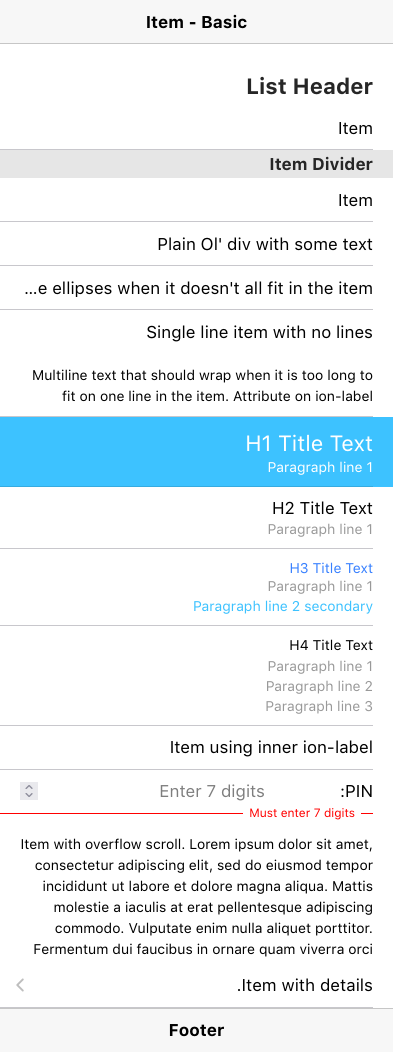 Item - Basic
List Header
Item
Item Divider
Item
Plain Ol' div with some text
...e ellipses when it doesn't all fit in the item
Single line item with no lines
Multiline text that should wrap when it is too long to
fit on one line in the item. Attribute on ion-label
H1 Title Text
Paragraph line 1
H2 Title Text
Paragraph line 1
H3 Title Text
Paragraph line 1
Paragraph line 2 secondary
H4 Title Text
Paragraph line 1
Paragraph line 2
Paragraph line 3
Item using inner ion-label
:PIN Enter 7 digits
Must enter 7 digits
Item with overflow scroll. Lorem ipsum dolor sit amet,
consectetur adipiscing elit, sed do eiusmod tempor
incididunt ut labore et dolore magna aliqua. Mattis
molestie a iaculis at erat pellentesque adipiscing
commodo. Vulputate enim nulla aliquet porttitor.
Fermentum dui faucibus in ornare quam viverra orci
.Item with details
Footer